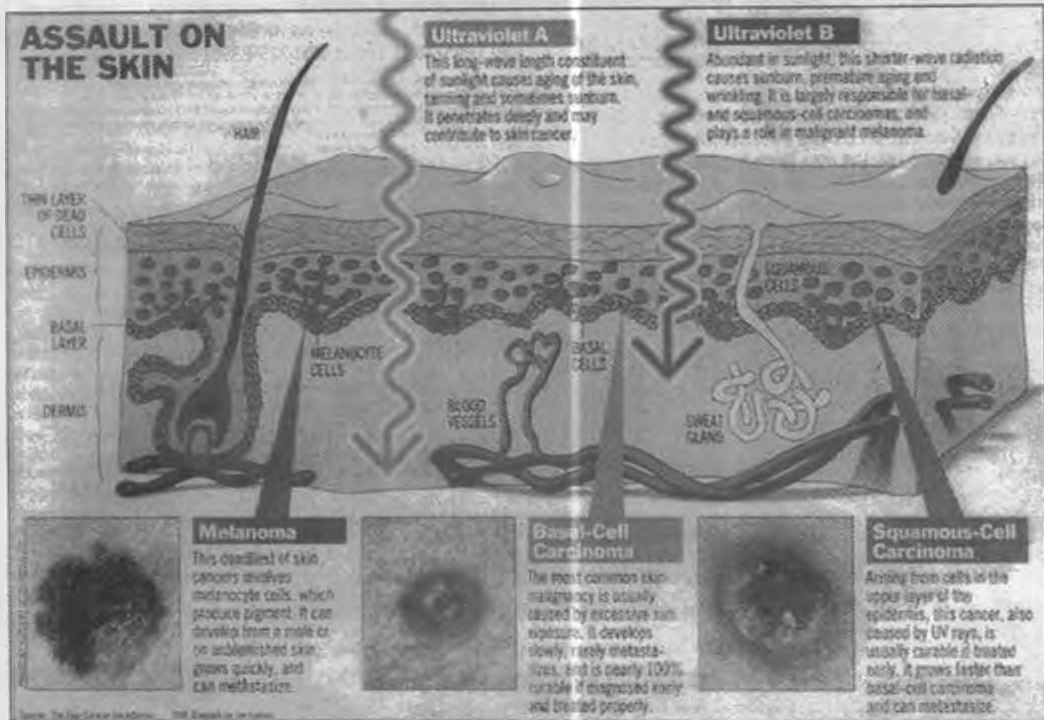 ASSAULT ON
THE SKIN
Ultraviolet A
This long-wave length constituent
of sunlight causes aging of the skin,
tanning and sometimes sunburn.
It penetrates deeply and may
contribute to skin cancer.
Ultraviolet B
Abundant in sunlight, this shorter-wave radiation
causes sunburn, premature aging and
wrinkling. It is largely responsible for basal-
and squamous-cell carcinomas, and
plays a role in malignant melanoma.
HAIR
THIN LAYER
OF DEAD
CELLS
EPIDERMIS
BASAL
LAYER
DERMIS
MELANOCYTE
CELLS
BLOOD
VESSELS
BASAL
CELLS
SQUAMOUS
CELLS
SWEAT
GLAND
Melanoma
This deadliest of skin
cancers involves
melanocyte cells, which
produce pigment. It can
develop from a mole or
on unblemished skin,
grows quickly, and
can metastasize.
Basal-Cell
Carcinoma
The most common skin
malignancy is usually
caused by excessive sun
exposure. It develops
slowly, rarely metasta-
sizes, and is nearly 100%
curable if diagnosed early
and treated properly.
Squamous-Cell
Carcinoma
Arising from cells in the
upper layer of the
epidermis, this cancer, also
caused by UV rays, is
usually curable if treated
early. It grows faster than
basal-cell carcinoma
and can metastasize.
Source: The Skin Cancer Foundation